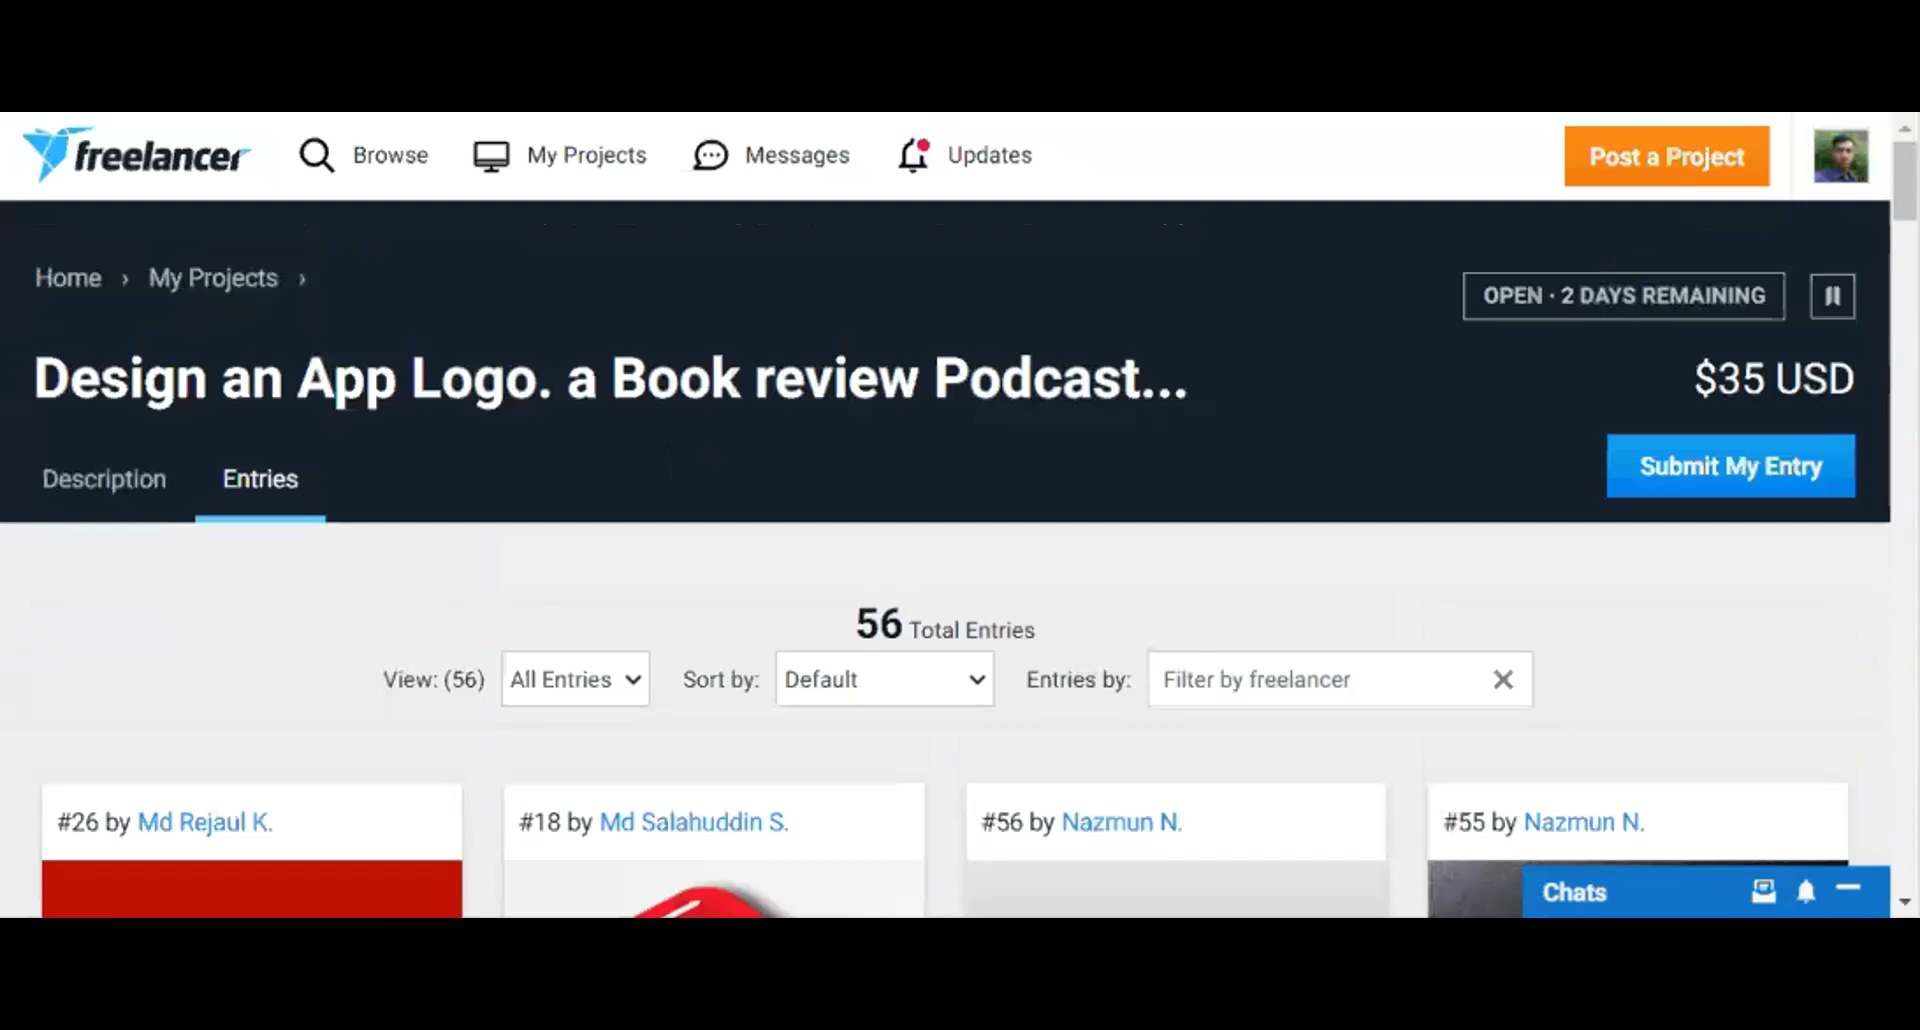 freelancer
Browse
My Projects
Messages
Updates
Post a Project
Home › My Projects ›
OPEN · 2 DAYS REMAINING
Design an App Logo. a Book review Podcast...
$35 USD
Description
Entries
Submit My Entry
56 Total Entries
View: (56) All Entries Sort by: Default Entries by: Filter by freelancer
#26 by Md Rejaul K.
#18 by Md Salahuddin S.
#56 by Nazmun N.
#55 by Nazmun N.
Chats